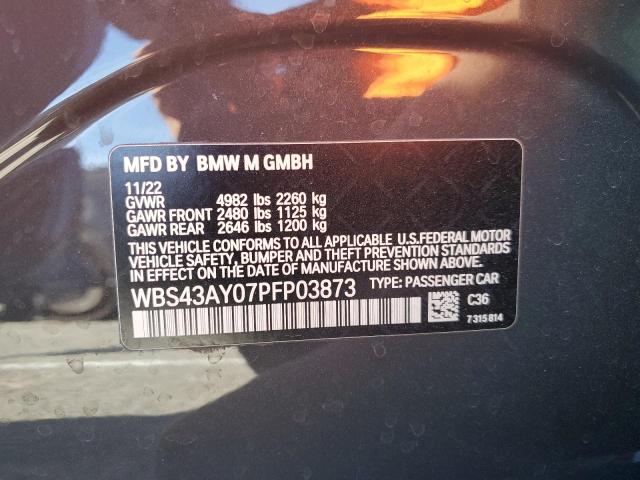 MFD BY BMW M GMBH
11/22
GVWR 4982 lbs 2260 kg
GAWR FRONT 2480 lbs 1125 kg
GAWR REAR 2646 lbs 1200 kg
THIS VEHICLE CONFORMS TO ALL APPLICABLE U.S.FEDERAL MOTOR
VEHICLE SAFETY, BUMPER, AND THEFT PREVENTION STANDARDS
IN EFFECT ON THE DATE OF MANUFACTURE SHOWN ABOVE.
WBS43AY07PFP03873 TYPE: PASSENGER CAR
C36
7315814